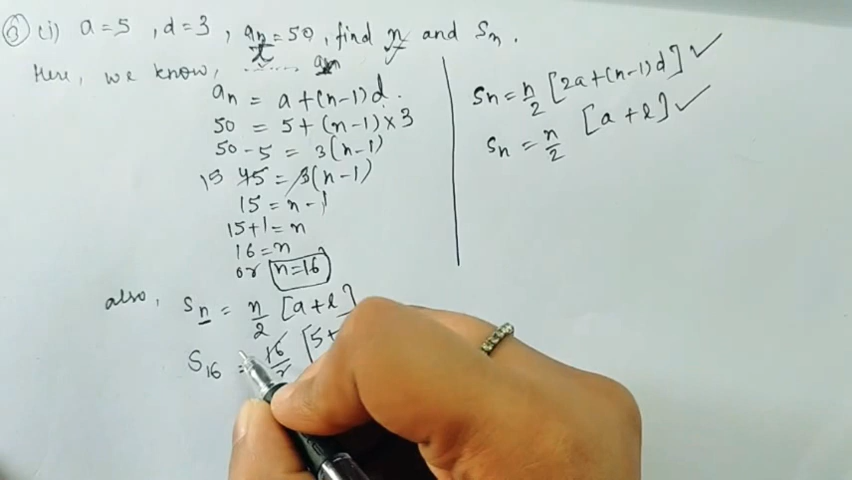 ③ (i) a=5 , d=3 , an=50, find n and Sn.
Here, we know, ........ an
an = a+(n-1)d.
50 = 5+(n-1)×3
50-5 = 3(n-1)
15 45 = 3(n-1)
15 = n-1
15+1=n
16=n
or n=16
also, Sn = n/2 [a+l]
S16 = 16/2 [5+
Sn = n/2 [2a+(n-1)d] ✓
Sn = n/2 [a+l] ✓